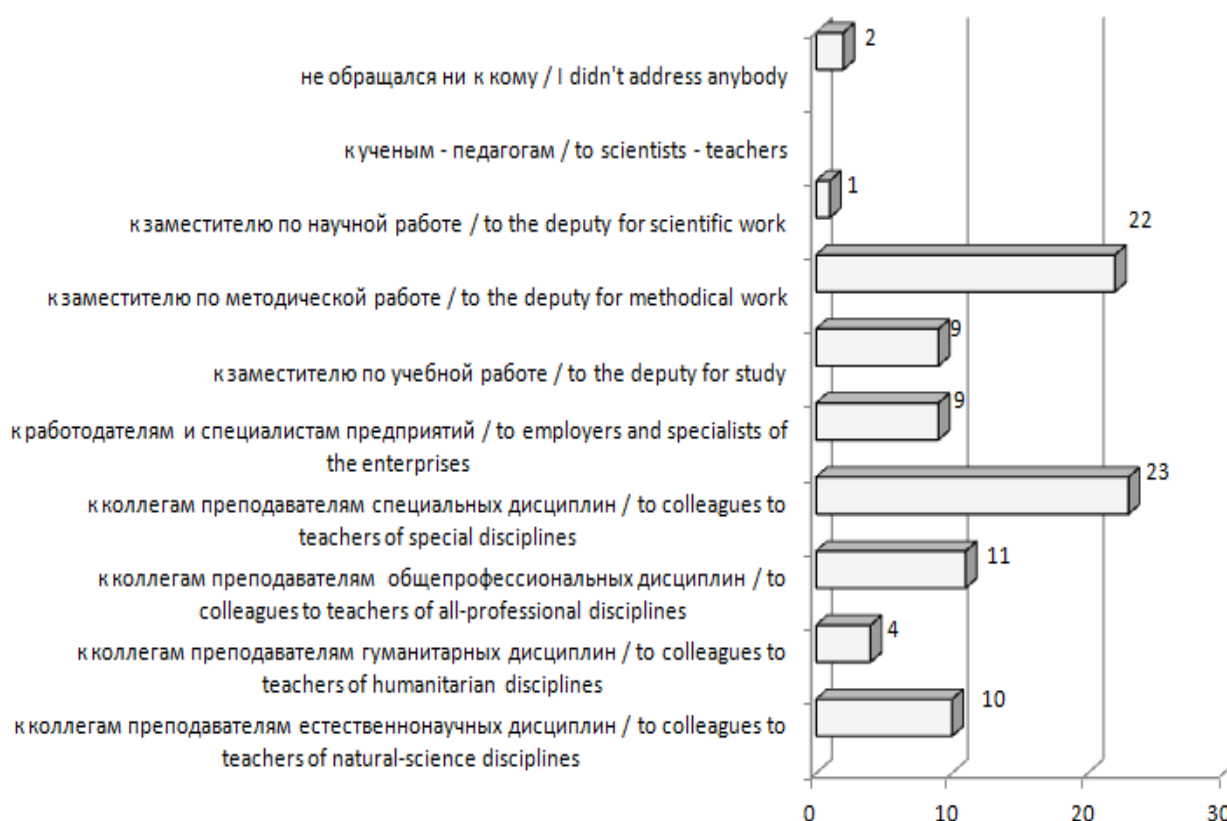 2
не обращался ни к кому / I didn't address anybody
к ученым - педагогам / to scientists - teachers
1
к заместителю по научной работе / to the deputy for scientific work
22
к заместителю по методической работе / to the deputy for methodical work
9
к заместителю по учебной работе / to the deputy for study
9
к работодателям и специалистам предприятий / to employers and specialists of
the enterprises
23
к коллегам преподавателям специальных дисциплин / to colleagues to
teachers of special disciplines
11
к коллегам преподавателям общепрофессиональных дисциплин / to
colleagues to teachers of all-professional disciplines
4
к коллегам преподавателям гуманитарных дисциплин / to colleagues to
teachers of humanitarian disciplines
10
к коллегам преподавателям естественнонаучных дисциплин / to colleagues to
teachers of natural-science disciplines
0 10 20 30